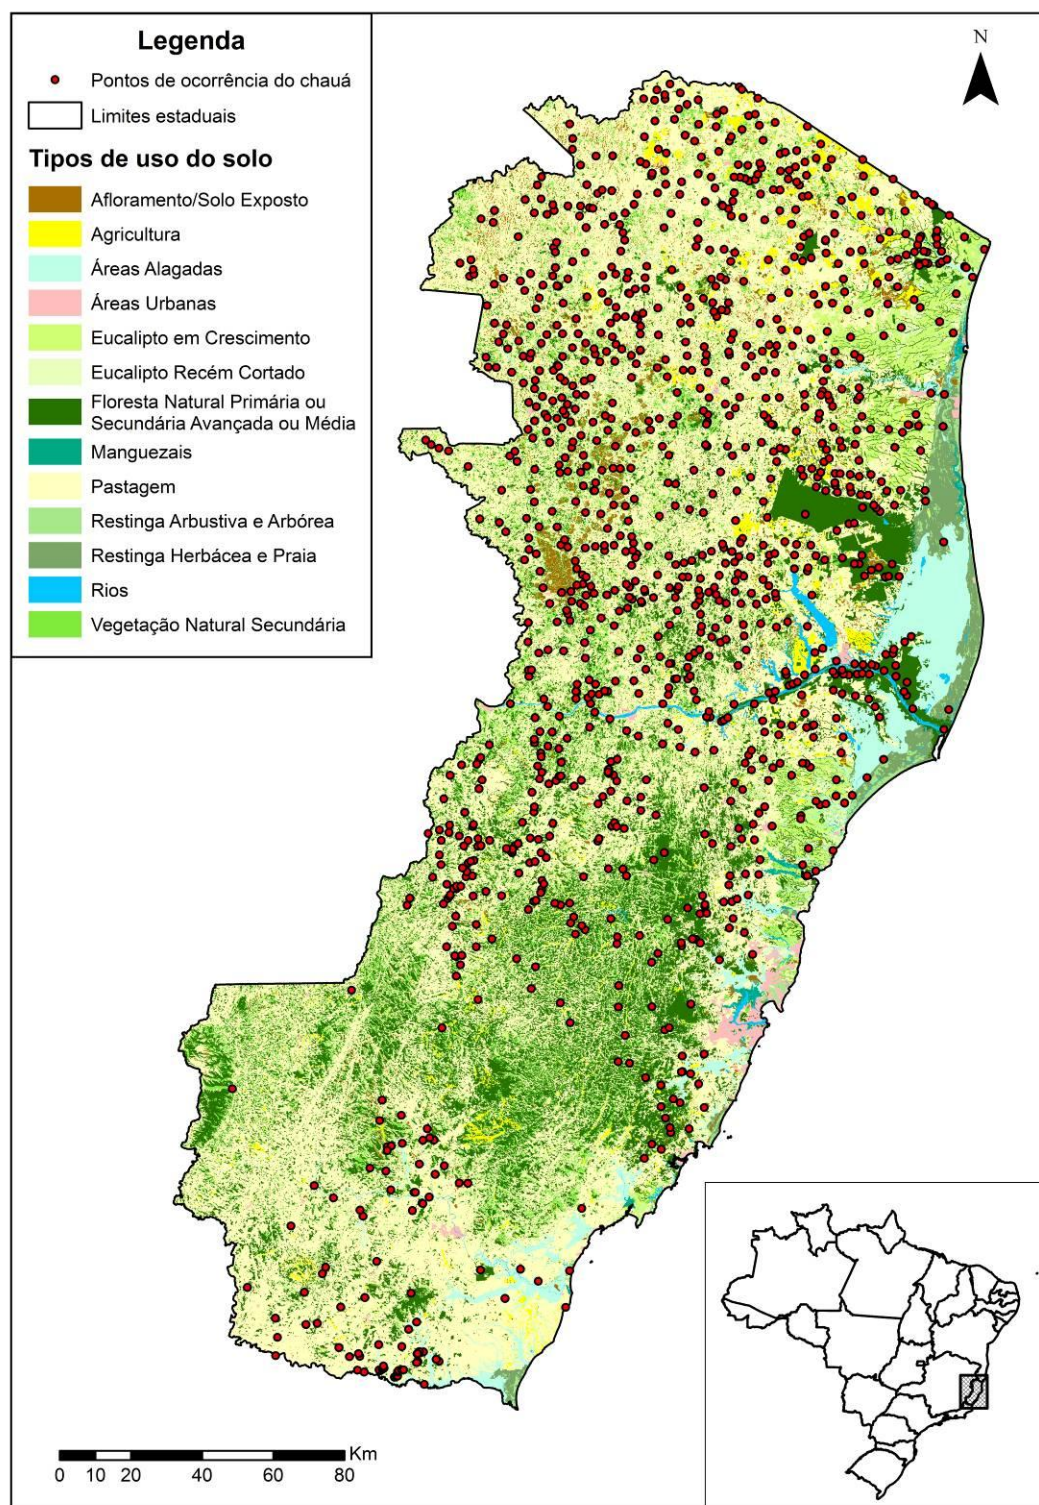 Legenda
Pontos de ocorrência do chauá
Limites estaduais
Tipos de uso do solo
Afloramento/Solo Exposto
Agricultura
Áreas Alagadas
Áreas Urbanas
Eucalipto em Crescimento
Eucalipto Recém Cortado
Floresta Natural Primária ou
Secundária Avançada ou Média
Manguezais
Pastagem
Restinga Arbustiva e Arbórea
Restinga Herbácea e Praia
Rios
Vegetação Natural Secundária
N
Km
0 10 20 40 60 80